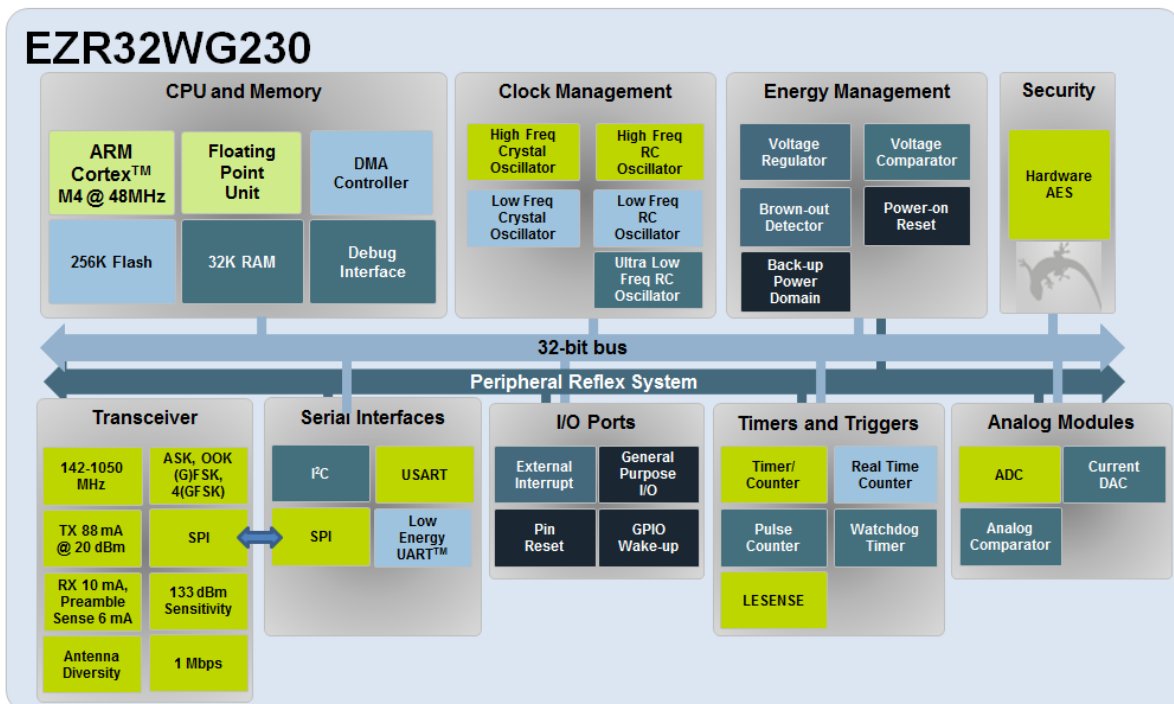 EZR32WG230
CPU and Memory
ARM
Cortex™
M4 @ 48MHz
Floating
Point
Unit
DMA
Controller
256K Flash
32K RAM
Debug
Interface
Clock Management
High Freq
Crystal
Oscillator
High Freq
RC
Oscillator
Low Freq
Crystal
Oscillator
Low Freq
RC
Oscillator
Ultra Low
Freq RC
Oscillator
Energy Management
Voltage
Regulator
Voltage
Comparator
Brown-out
Detector
Power-on
Reset
Back-up
Power
Domain
Security
Hardware
AES
32-bit bus
Peripheral Reflex System
Transceiver
142-1050
MHz
ASK, OOK
(G)FSK,
4(GFSK)
TX 88 mA
@ 20 dBm
SPI
RX 10 mA,
Preamble
Sense 6 mA
133 dBm
Sensitivity
Antenna
Diversity
1 Mbps
Serial Interfaces
I²C
USART
SPI
Low
Energy
UART™
I/O Ports
External
Interrupt
General
Purpose
I/O
Pin
Reset
GPIO
Wake-up
Timers and Triggers
Timer/
Counter
Real Time
Counter
Pulse
Counter
Watchdog
Timer
LESENSE
Analog Modules
ADC
Current
DAC
Analog
Comparator